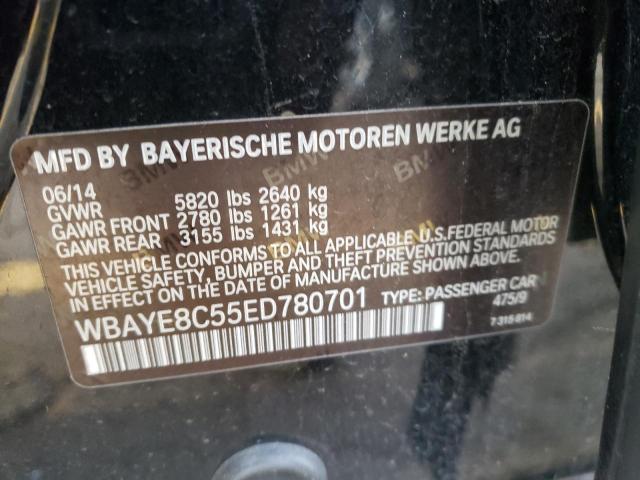 MFD BY BAYERISCHE MOTOREN WERKE AG
06/14
GVWR 5820 lbs 2640 kg
GAWR FRONT 2780 lbs 1261 kg
GAWR REAR 3155 lbs 1431 kg
THIS VEHICLE CONFORMS TO ALL APPLICABLE U.S.FEDERAL MOTOR
VEHICLE SAFETY, BUMPER AND THEFT PREVENTION STANDARDS
IN EFFECT ON THE DATE OF MANUFACTURE SHOWN ABOVE.
WBAYE8C55ED780701 TYPE: PASSENGER CAR
475/9
7 315 814